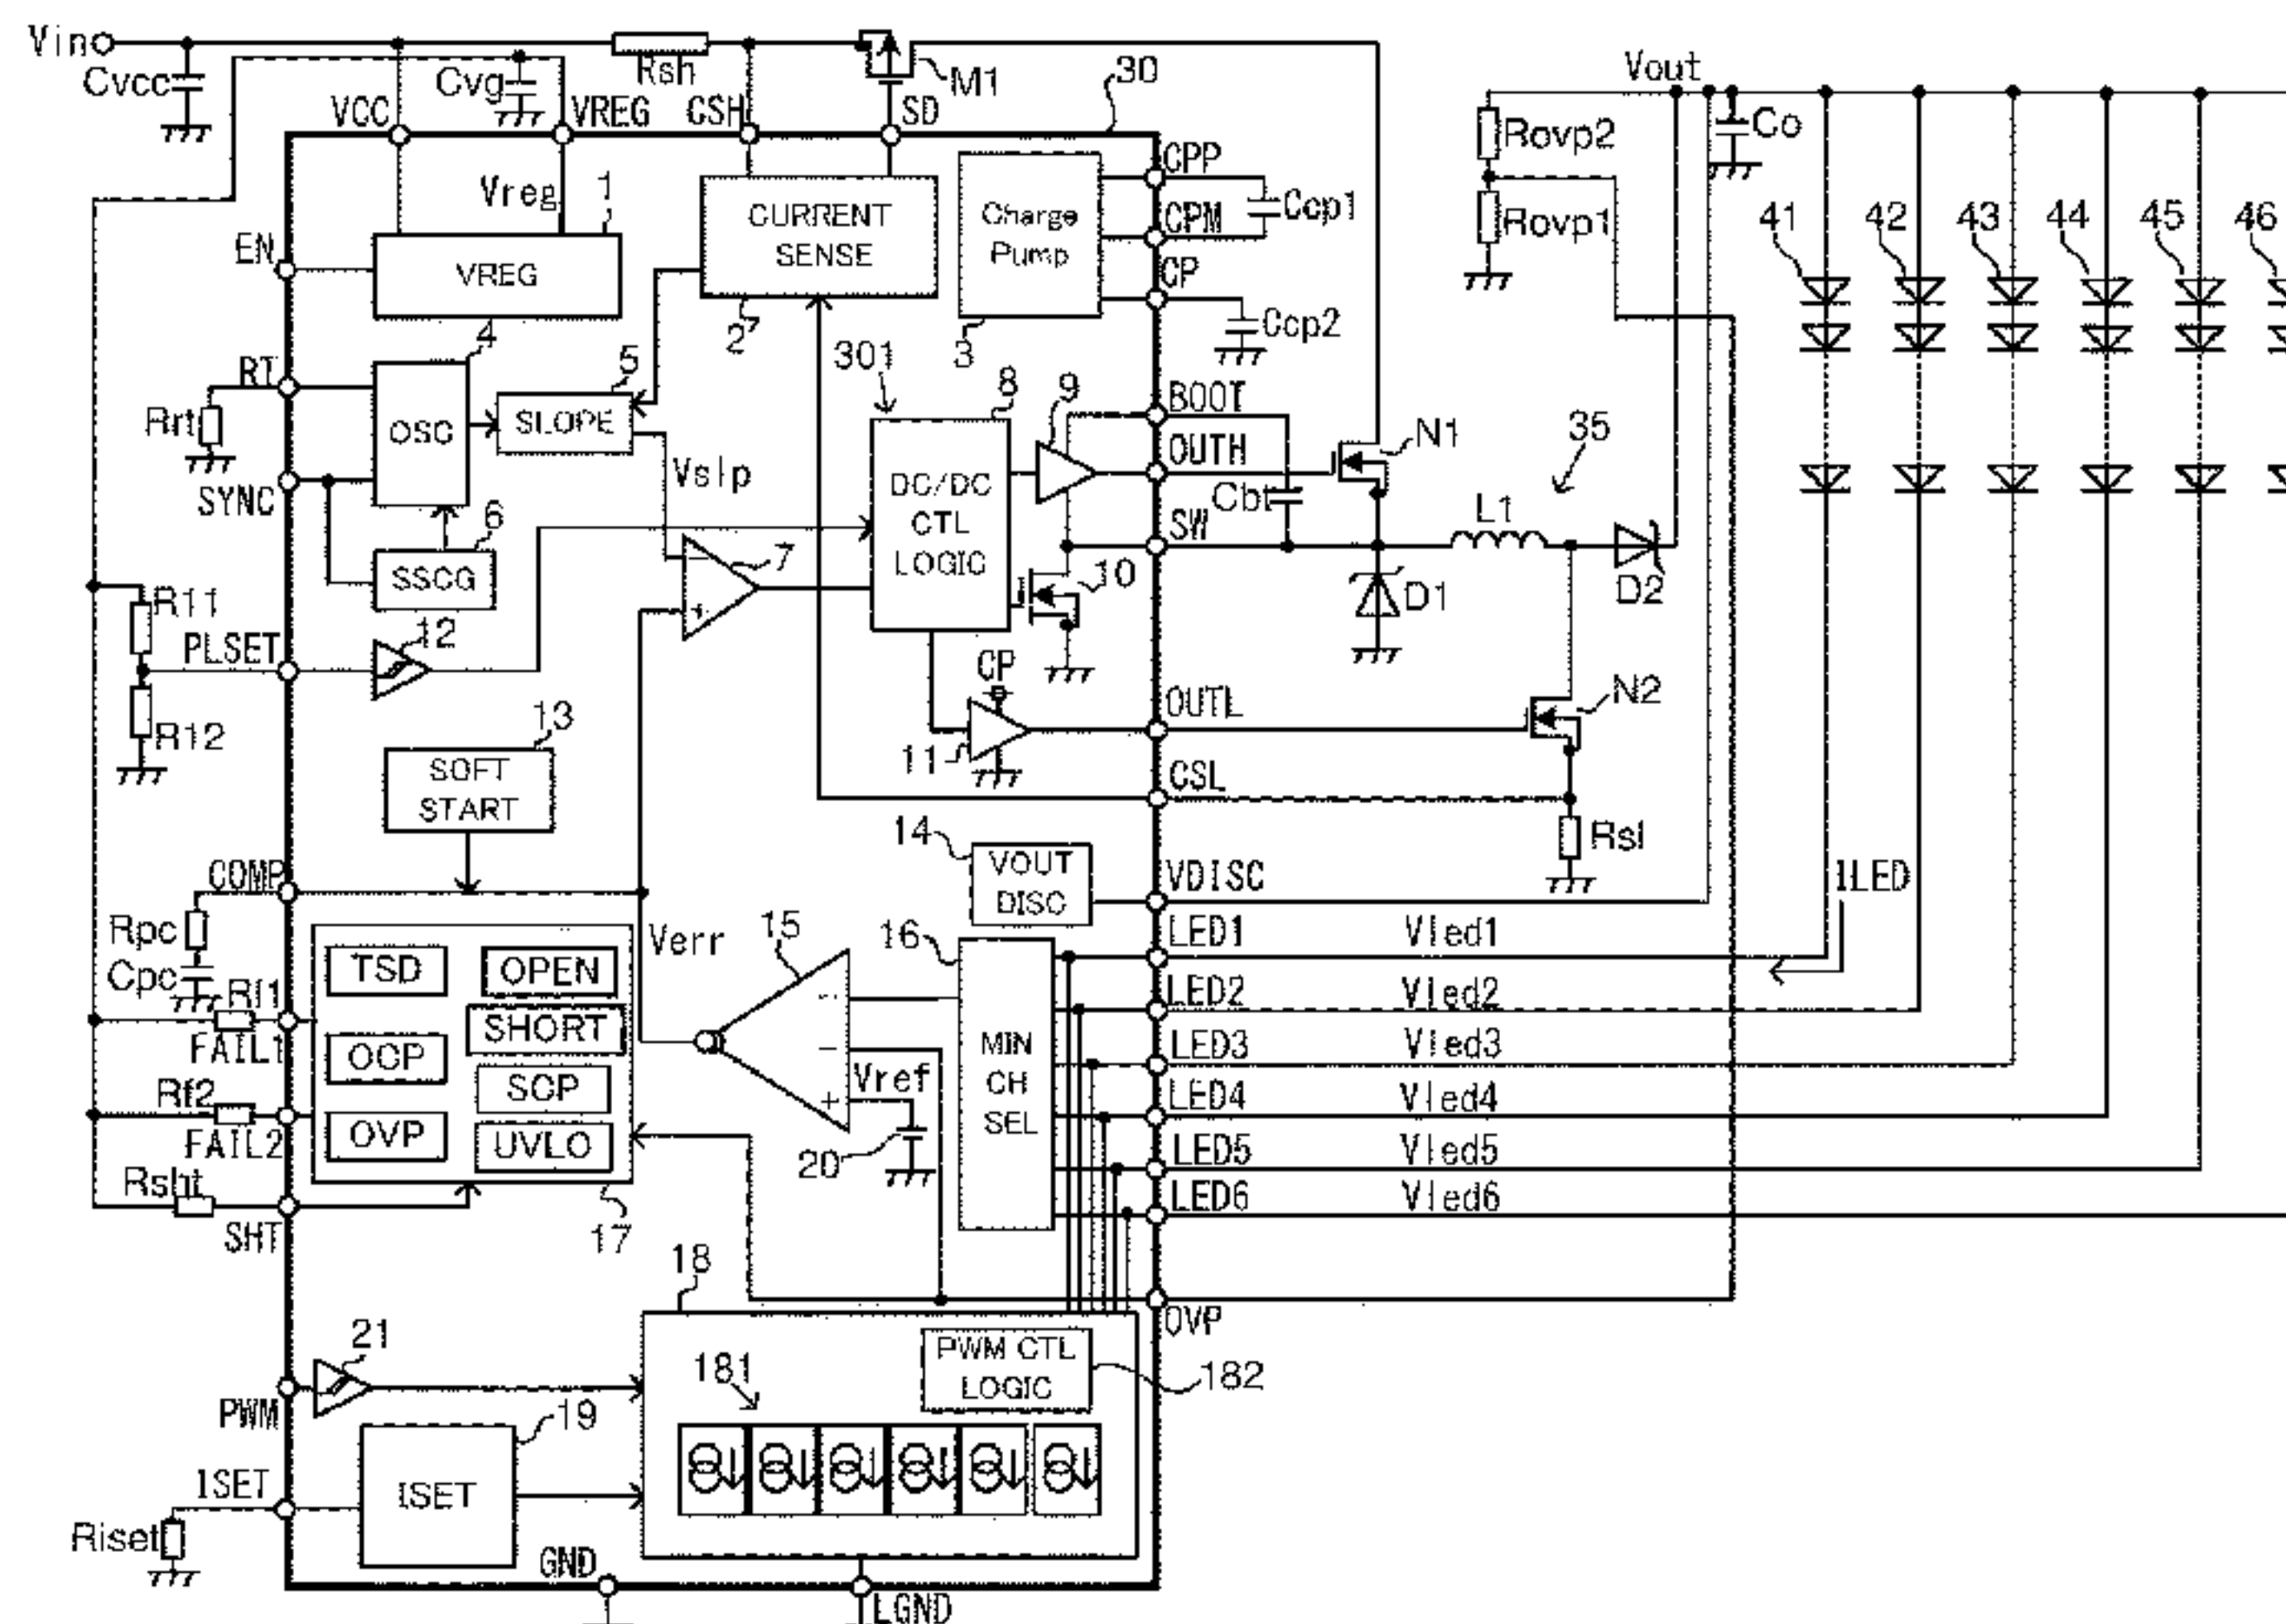 Vin
Cvcc
Cvg
Rsh
M1
30
Vout
VCC
VREG
CSH
SD
Rovp2
Co
Rovp1
CPP
CPM
CP
Ccp1
Ccp2
Vreg
1
CURRENT
SENSE
Charge
Pump
41
42
43
44
45
46
EN
VREG
2
3
4
5
301
8
9
BOOT
RT
Rrt
OSC
SLOPE
OUTH
N1
35
SYNC
Vslp
DC/DC
CTL
LOGIC
Cbt
SW
L1
6
SSCG
7
10
D1
D2
R11
12
PLSET
R12
CP
OUTL
N2
13
SOFT
START
11
CSL
Rsl
14
VOUT
DISC
VDISC
ILED
COMP
Rpc
Cpc
Verr
15
16
LED1
Vled1
TSD
OPEN
LED2
Vled2
Rf1
FAIL1
SHORT
OCP
MIN
CH
SEL
LED3
Vled3
Rf2
FAIL2
SCP
Vref
LED4
Vled4
OVP
UVLO
20
LED5
Vled5
Rsht
SHT
17
LED6
Vled6
18
OVP
21
PWM CTL
LOGIC
181
182
PWM
19
ISET
ISET
Riset
GND
LGND